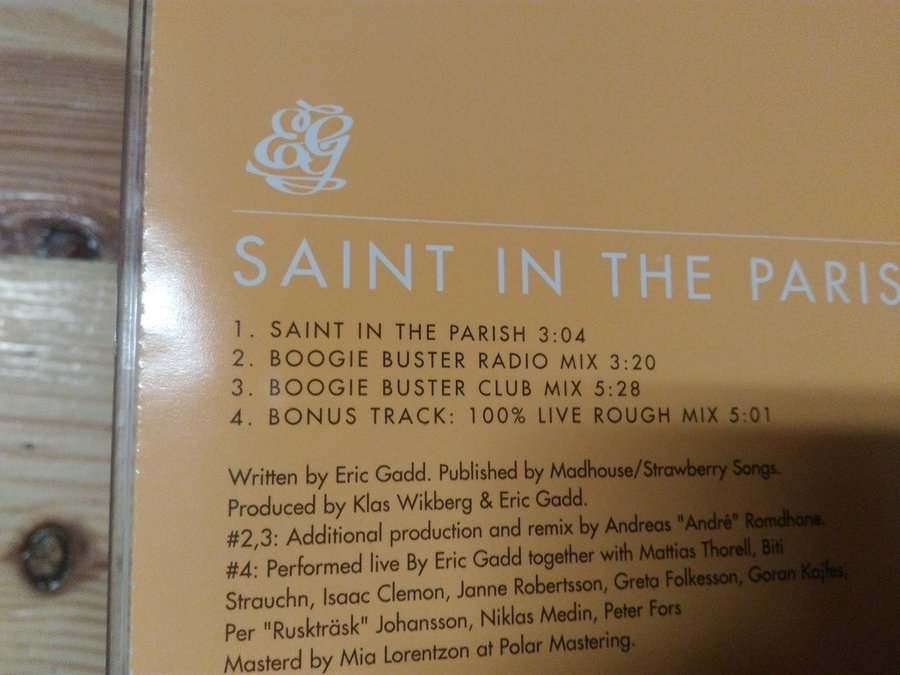 EG
SAINT IN THE PARIS
1. SAINT IN THE PARISH 3:04
2. BOOGIE BUSTER RADIO MIX 3:20
3. BOOGIE BUSTER CLUB MIX 5:28
4. BONUS TRACK: 100% LIVE ROUGH MIX 5:01
Written by Eric Gadd. Published by Madhouse/Strawberry Songs.
Produced by Klas Wikberg & Eric Gadd.
#2,3: Additional production and remix by Andreas "André" Romdhane.
#4: Performed live By Eric Gadd together with Mattias Thorell, Biti
Strauchn, Isaac Clemon, Janne Robertsson, Greta Folkesson, Goran Kajfes,
Per "Ruskträsk" Johansson, Niklas Medin, Peter Fors
Masterd by Mia Lorentzon at Polar Mastering.